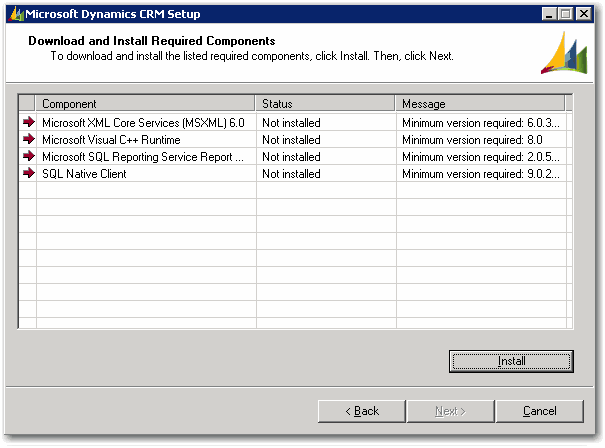 Microsoft Dynamics CRM Setup
Download and Install Required Components
To download and install the listed required components, click Install. Then, click Next.
Component Status Message
Microsoft XML Core Services (MSXML) 6.0 Not installed Minimum version required: 6.0.3...
Microsoft Visual C++ Runtime Not installed Minimum version required: 8.0
Microsoft SQL Reporting Service Report ... Not installed Minimum version required: 2.0.5...
SQL Native Client Not installed Minimum version required: 9.0.2...
Install
< Back Next > Cancel